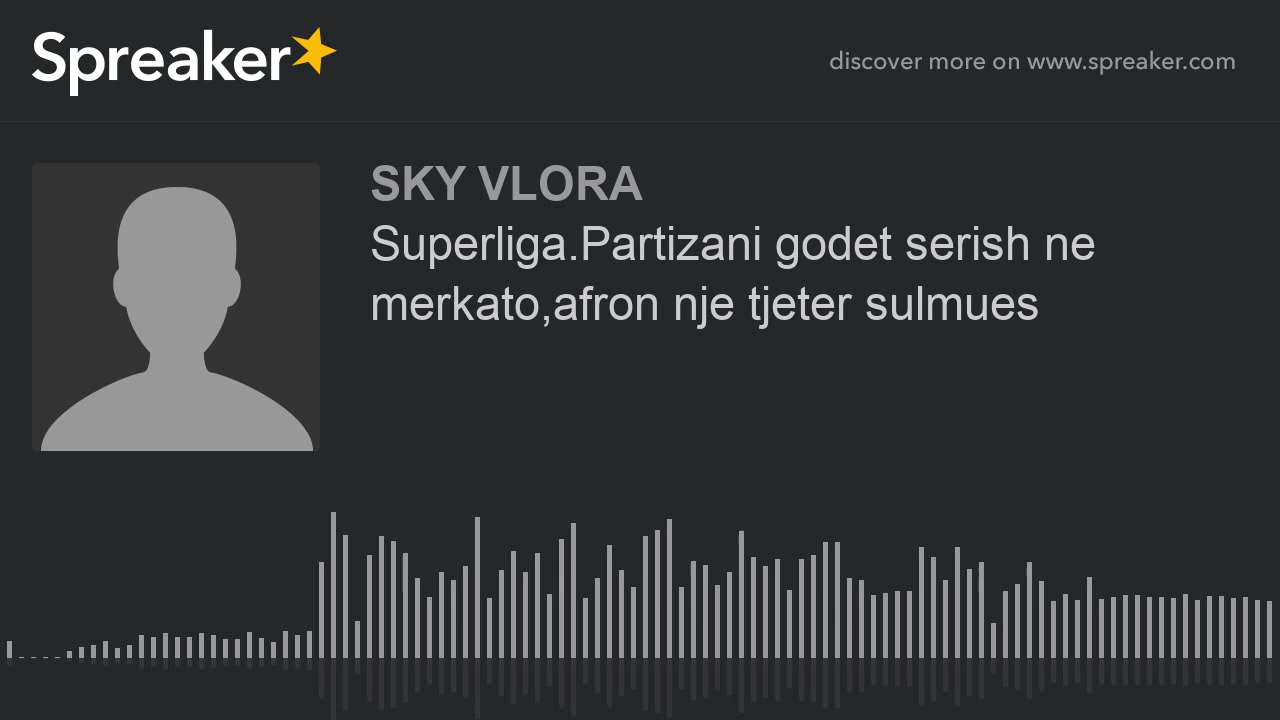 Spreaker
discover more on www.spreaker.com
SKY VLORA
Superliga.Partizani godet serish ne
merkato,afron nje tjeter sulmues